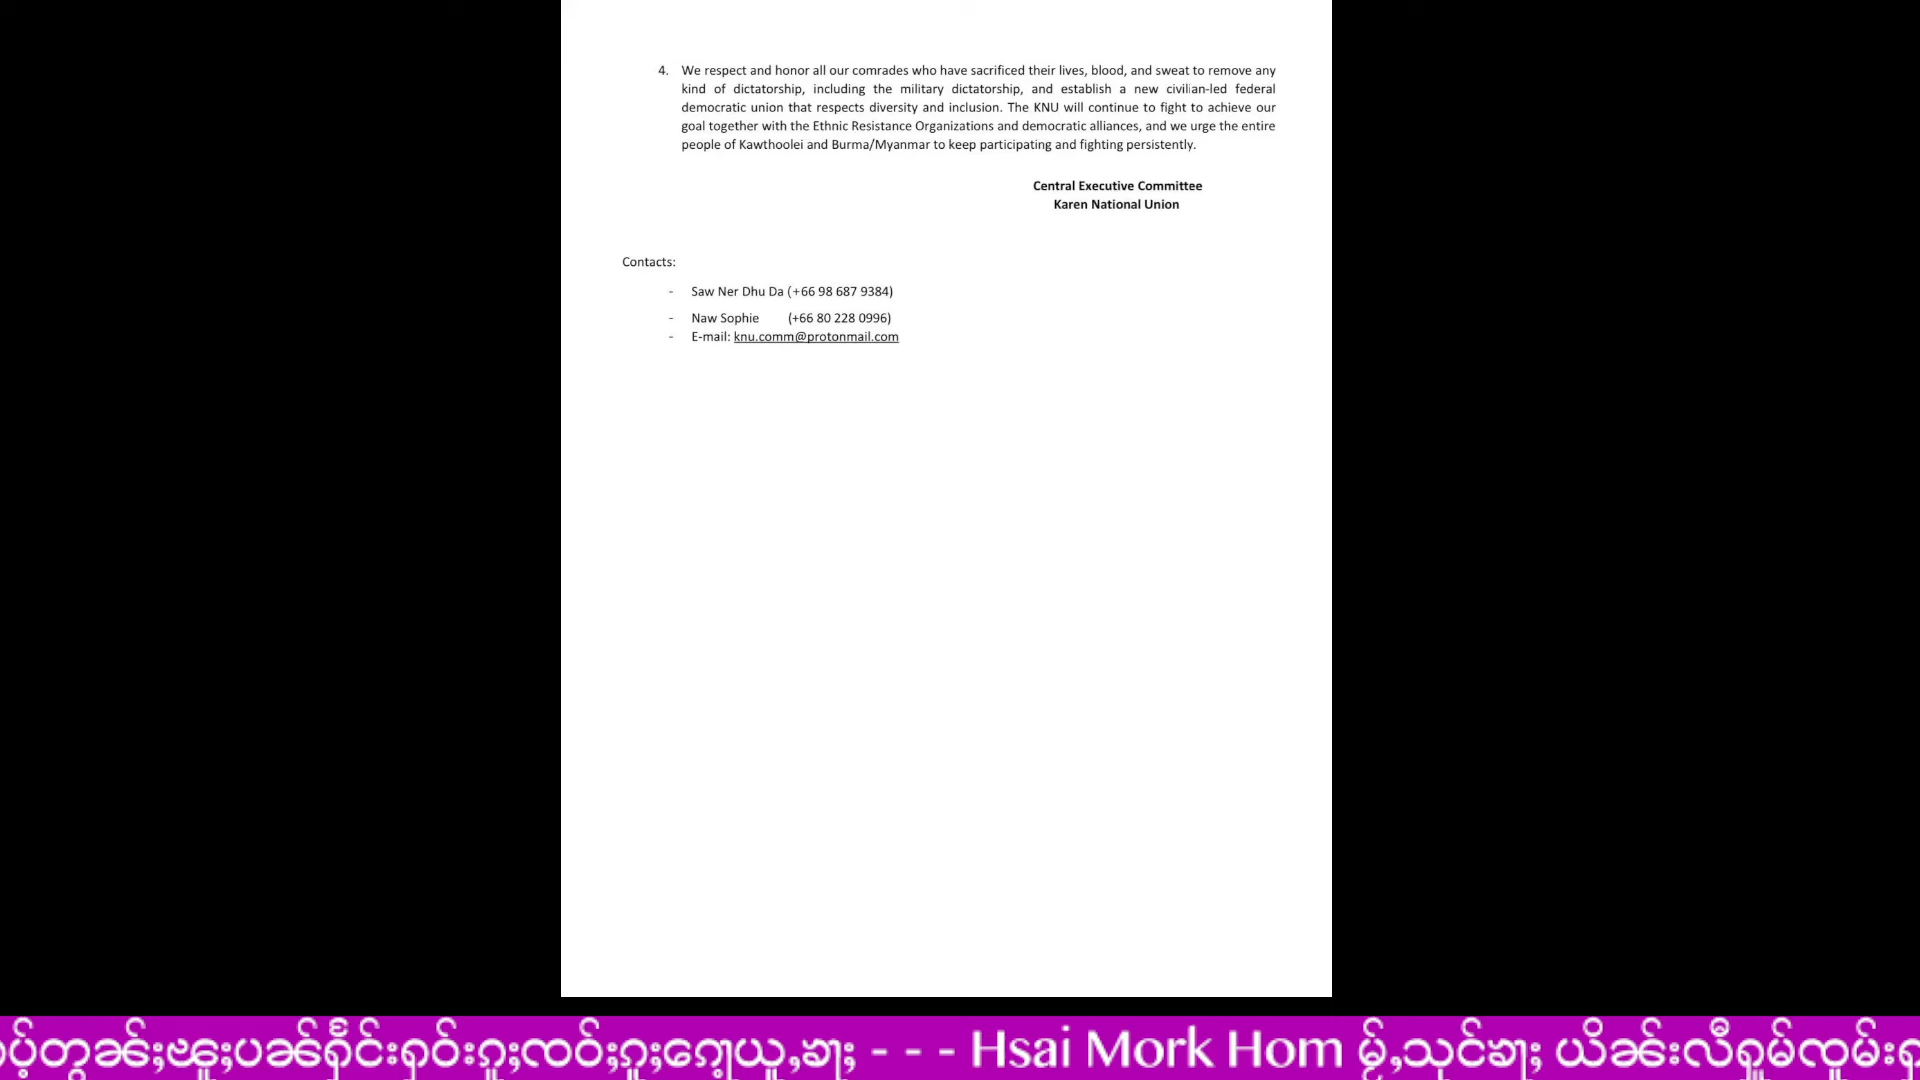 4. We respect and honor all our comrades who have sacrificed their lives, blood, and sweat to remove any
kind of dictatorship, including the military dictatorship, and establish a new civilian-led federal
democratic union that respects diversity and inclusion. The KNU will continue to fight to achieve our
goal together with the Ethnic Resistance Organizations and democratic alliances, and we urge the entire
people of Kawthoolei and Burma/Myanmar to keep participating and fighting persistently.
Central Executive Committee
Karen National Union
Contacts:
- Saw Ner Dhu Da (+66 98 687 9384)
- Naw Sophie (+66 80 228 0996)
- E-mail: knu.comm@protonmail.com
- - - Hsai Mork Hom